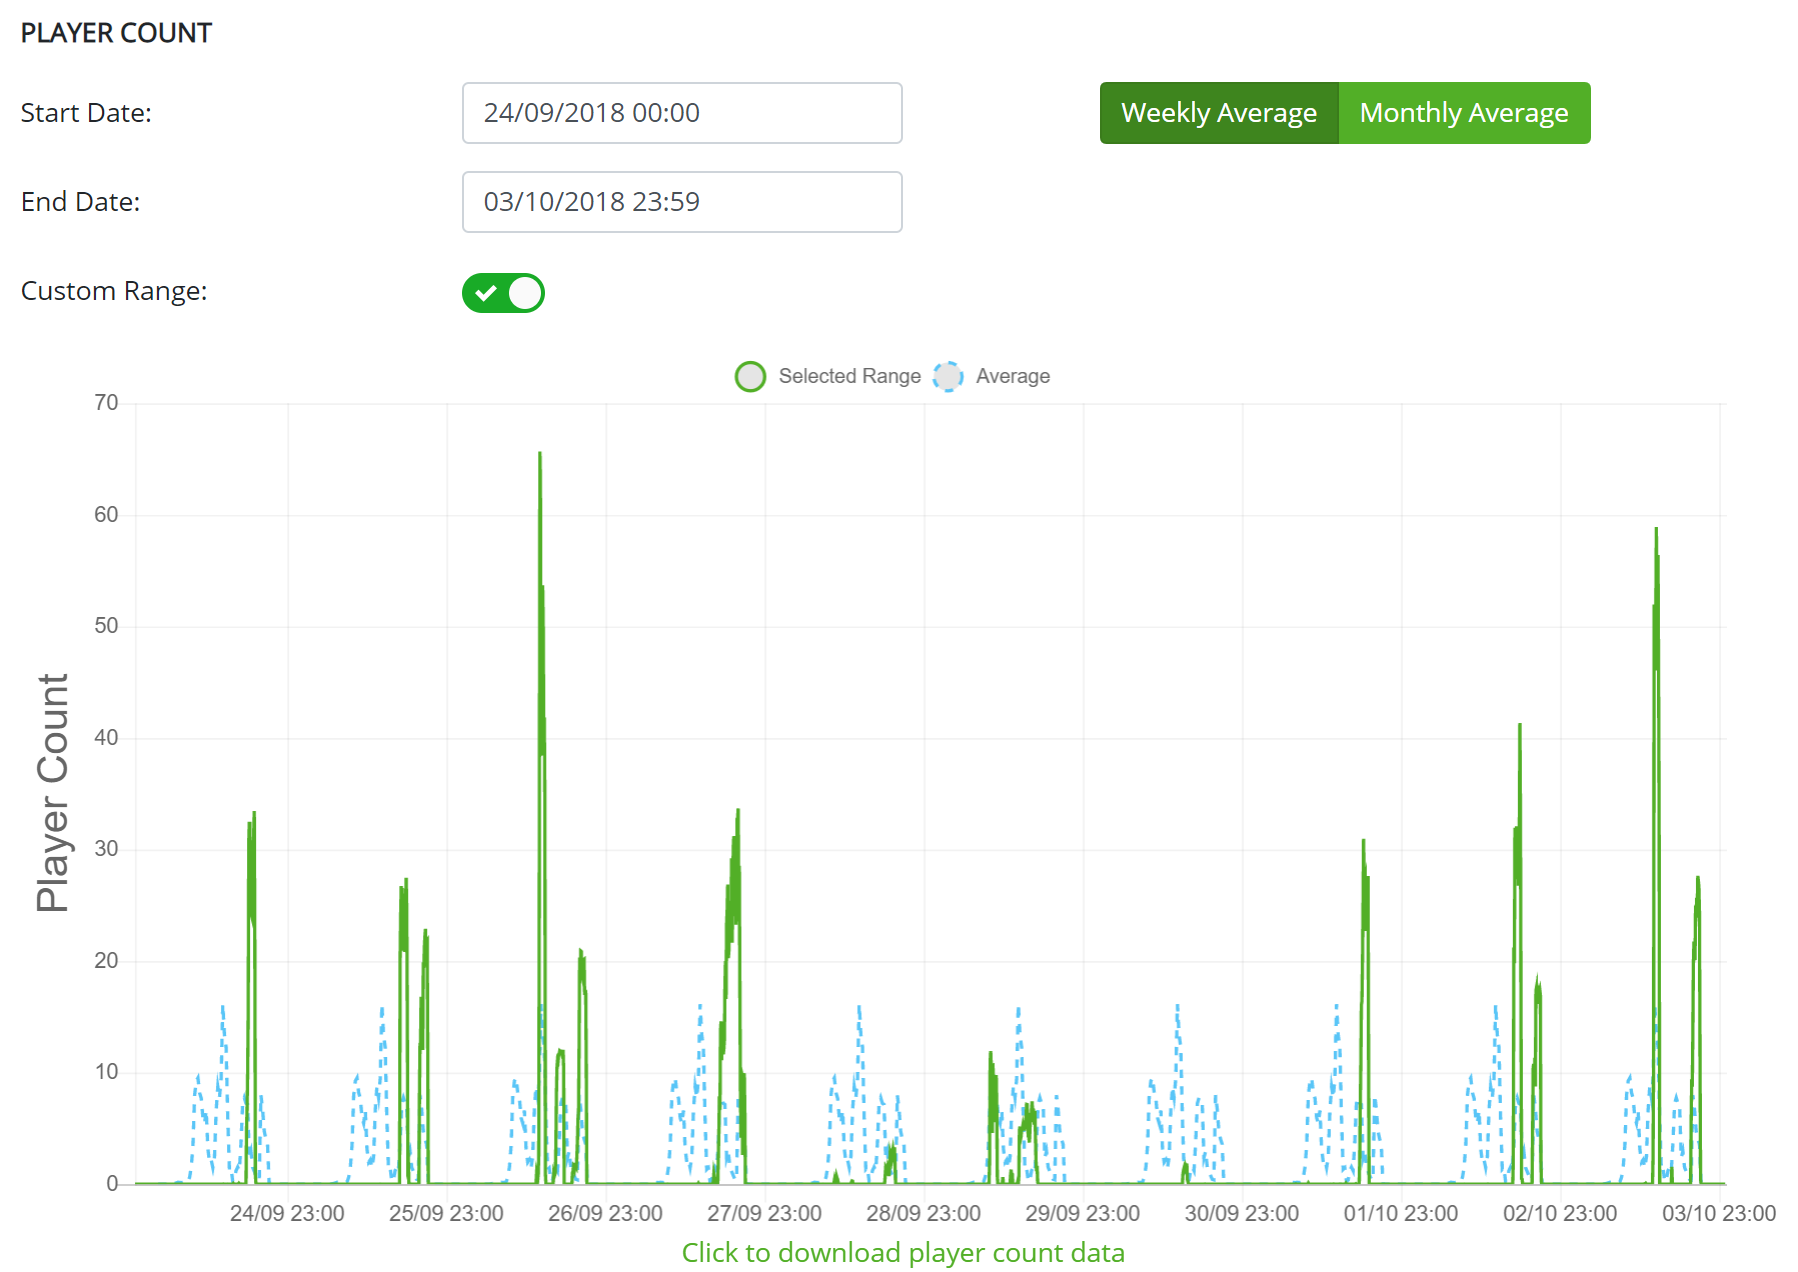 PLAYER COUNT
Start Date:
24/09/2018 00:00
Weekly Average
Monthly Average
End Date:
03/10/2018 23:59
Custom Range:
Selected Range
Average
70
60
50
40
30
20
10
0
Player Count
24/09 23:00
25/09 23:00
26/09 23:00
27/09 23:00
28/09 23:00
29/09 23:00
30/09 23:00
01/10 23:00
02/10 23:00
03/10 23:00
Click to download player count data